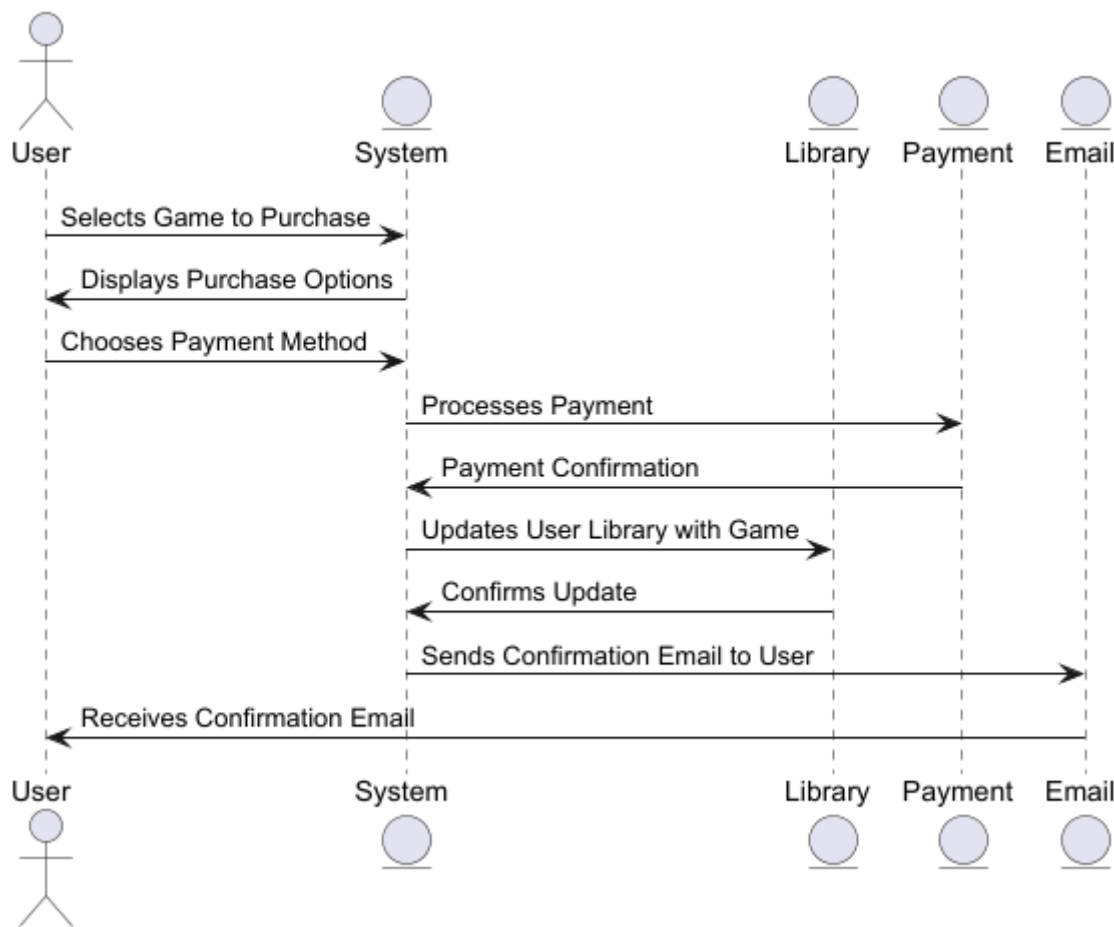 User
System
Library
Payment
Email
Selects Game to Purchase
Displays Purchase Options
Chooses Payment Method
Processes Payment
Payment Confirmation
Updates User Library with Game
Confirms Update
Sends Confirmation Email to User
Receives Confirmation Email
User
System
Library
Payment
Email